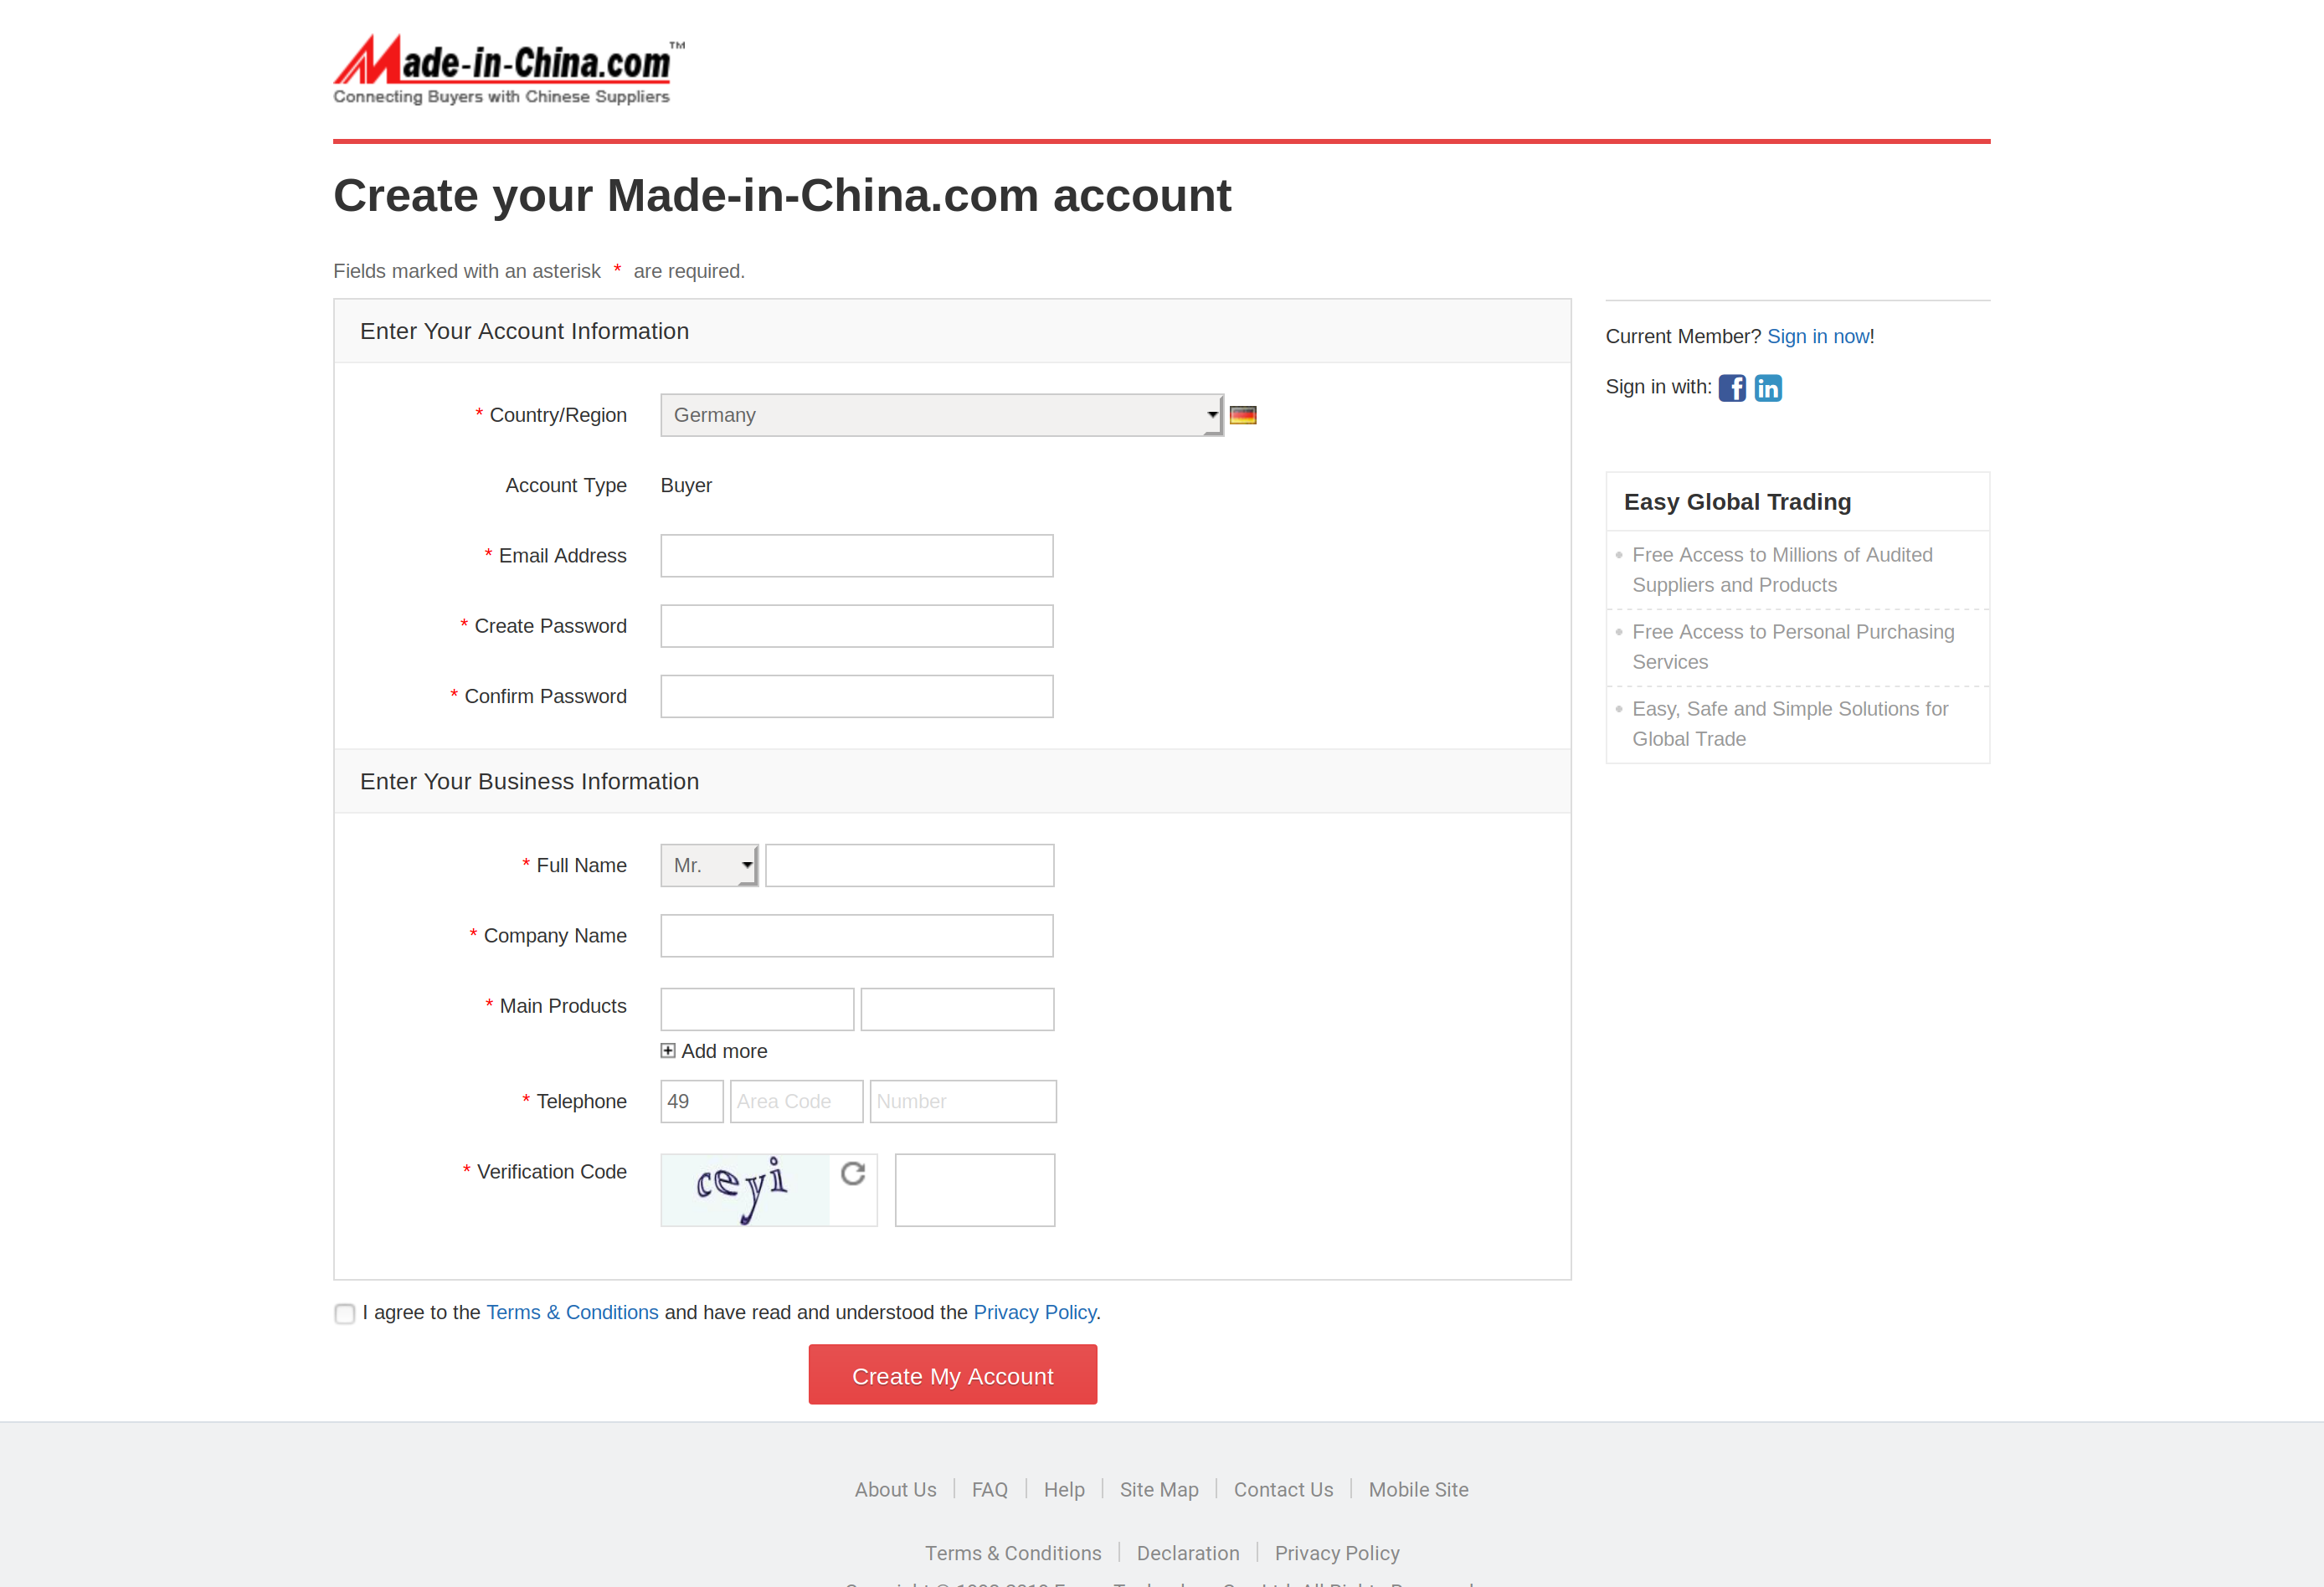 Made-in-China.com™
Connecting Buyers with Chinese Suppliers
Create your Made-in-China.com account
Fields marked with an asterisk * are required.
Enter Your Account Information
* Country/Region Germany
Account Type Buyer
* Email Address
* Create Password
* Confirm Password
Enter Your Business Information
* Full Name Mr.
* Company Name
* Main Products
Add more
* Telephone 49 Area Code Number
* Verification Code ceyi
I agree to the Terms & Conditions and have read and understood the Privacy Policy.
Create My Account
Current Member? Sign in now!
Sign in with: f in
Easy Global Trading
Free Access to Millions of Audited
Suppliers and Products
Free Access to Personal Purchasing
Services
Easy, Safe and Simple Solutions for
Global Trade
About Us FAQ Help Site Map Contact Us Mobile Site
Terms & Conditions Declaration Privacy Policy